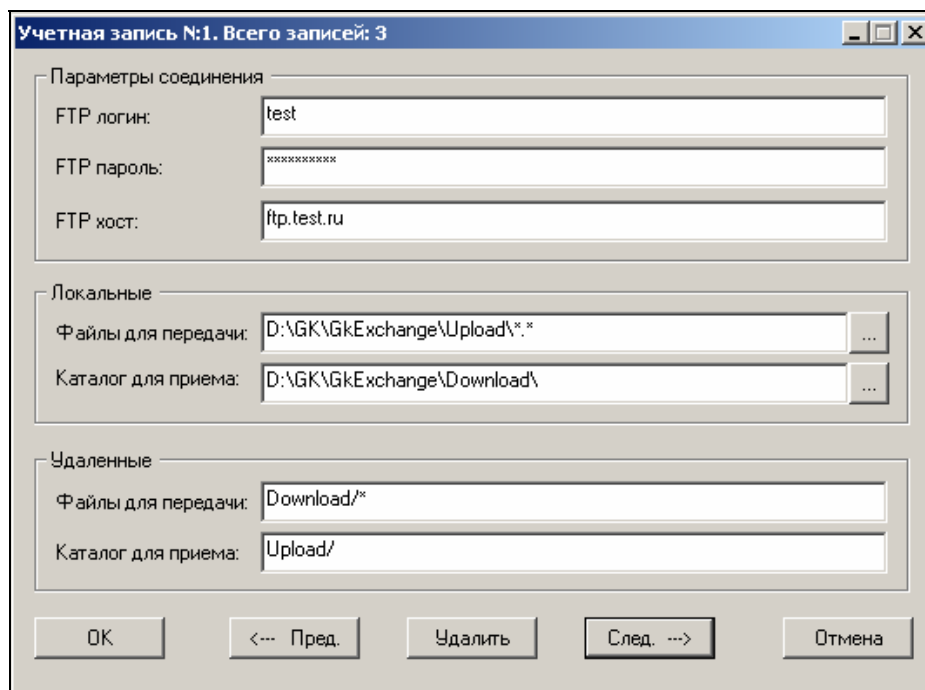 Учетная запись N:1. Всего записей: 3
Параметры соединения
FTP логин: test
FTP пароль: **********
FTP хост: ftp.test.ru
Локальные
Файлы для передачи: D:\GK\GkExchange\Upload\*.* ...
Каталог для приема: D:\GK\GkExchange\Download\ ...
Удаленные
Файлы для передачи: Download/*
Каталог для приема: Upload/
OK <--- Пред. Удалить След. ---> Отмена